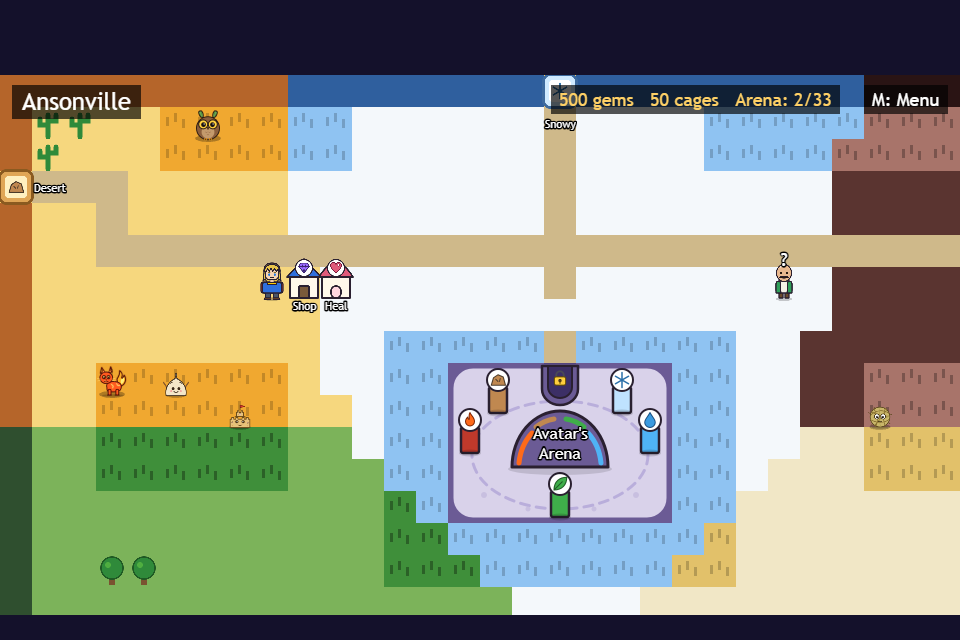 Ansonville
500 gems 50 cages Arena: 2/33
M: Menu
Snowy
Desert
?
Shop
Heal
Avatar's
Arena